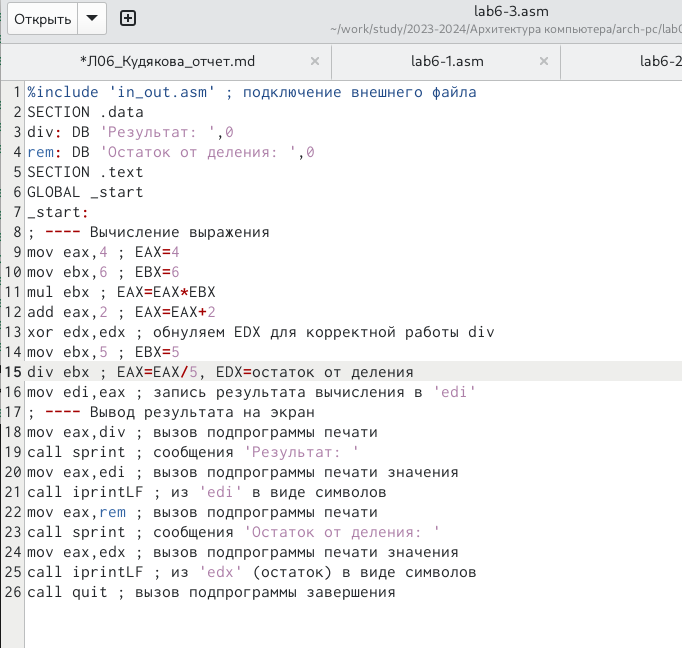 Открыть
lab6-3.asm
~/work/study/2023-2024/Архитектура компьютера/arch-pc/lab
*Л06_Кудякова_отчет.md × lab6-1.asm × lab6-2
1 %include 'in_out.asm' ; подключение внешнего файла
2 SECTION .data
3 div: DB 'Результат: ',0
4 rem: DB 'Остаток от деления: ',0
5 SECTION .text
6 GLOBAL _start
7 _start:
8 ; ---- Вычисление выражения
9 mov eax,4 ; EAX=4
10 mov ebx,6 ; EBX=6
11 mul ebx ; EAX=EAX*EBX
12 add eax,2 ; EAX=EAX+2
13 xor edx,edx ; обнуляем EDX для корректной работы div
14 mov ebx,5 ; EBX=5
15 div ebx ; EAX=EAX/5, EDX=остаток от деления
16 mov edi,eax ; запись результата вычисления в 'edi'
17 ; ---- Вывод результата на экран
18 mov eax,div ; вызов подпрограммы печати
19 call sprint ; сообщения 'Результат: '
20 mov eax,edi ; вызов подпрограммы печати значения
21 call iprintLF ; из 'edi' в виде символов
22 mov eax,rem ; вызов подпрограммы печати
23 call sprint ; сообщения 'Остаток от деления: '
24 mov eax,edx ; вызов подпрограммы печати значения
25 call iprintLF ; из 'edx' (остаток) в виде символов
26 call quit ; вызов подпрограммы завершения